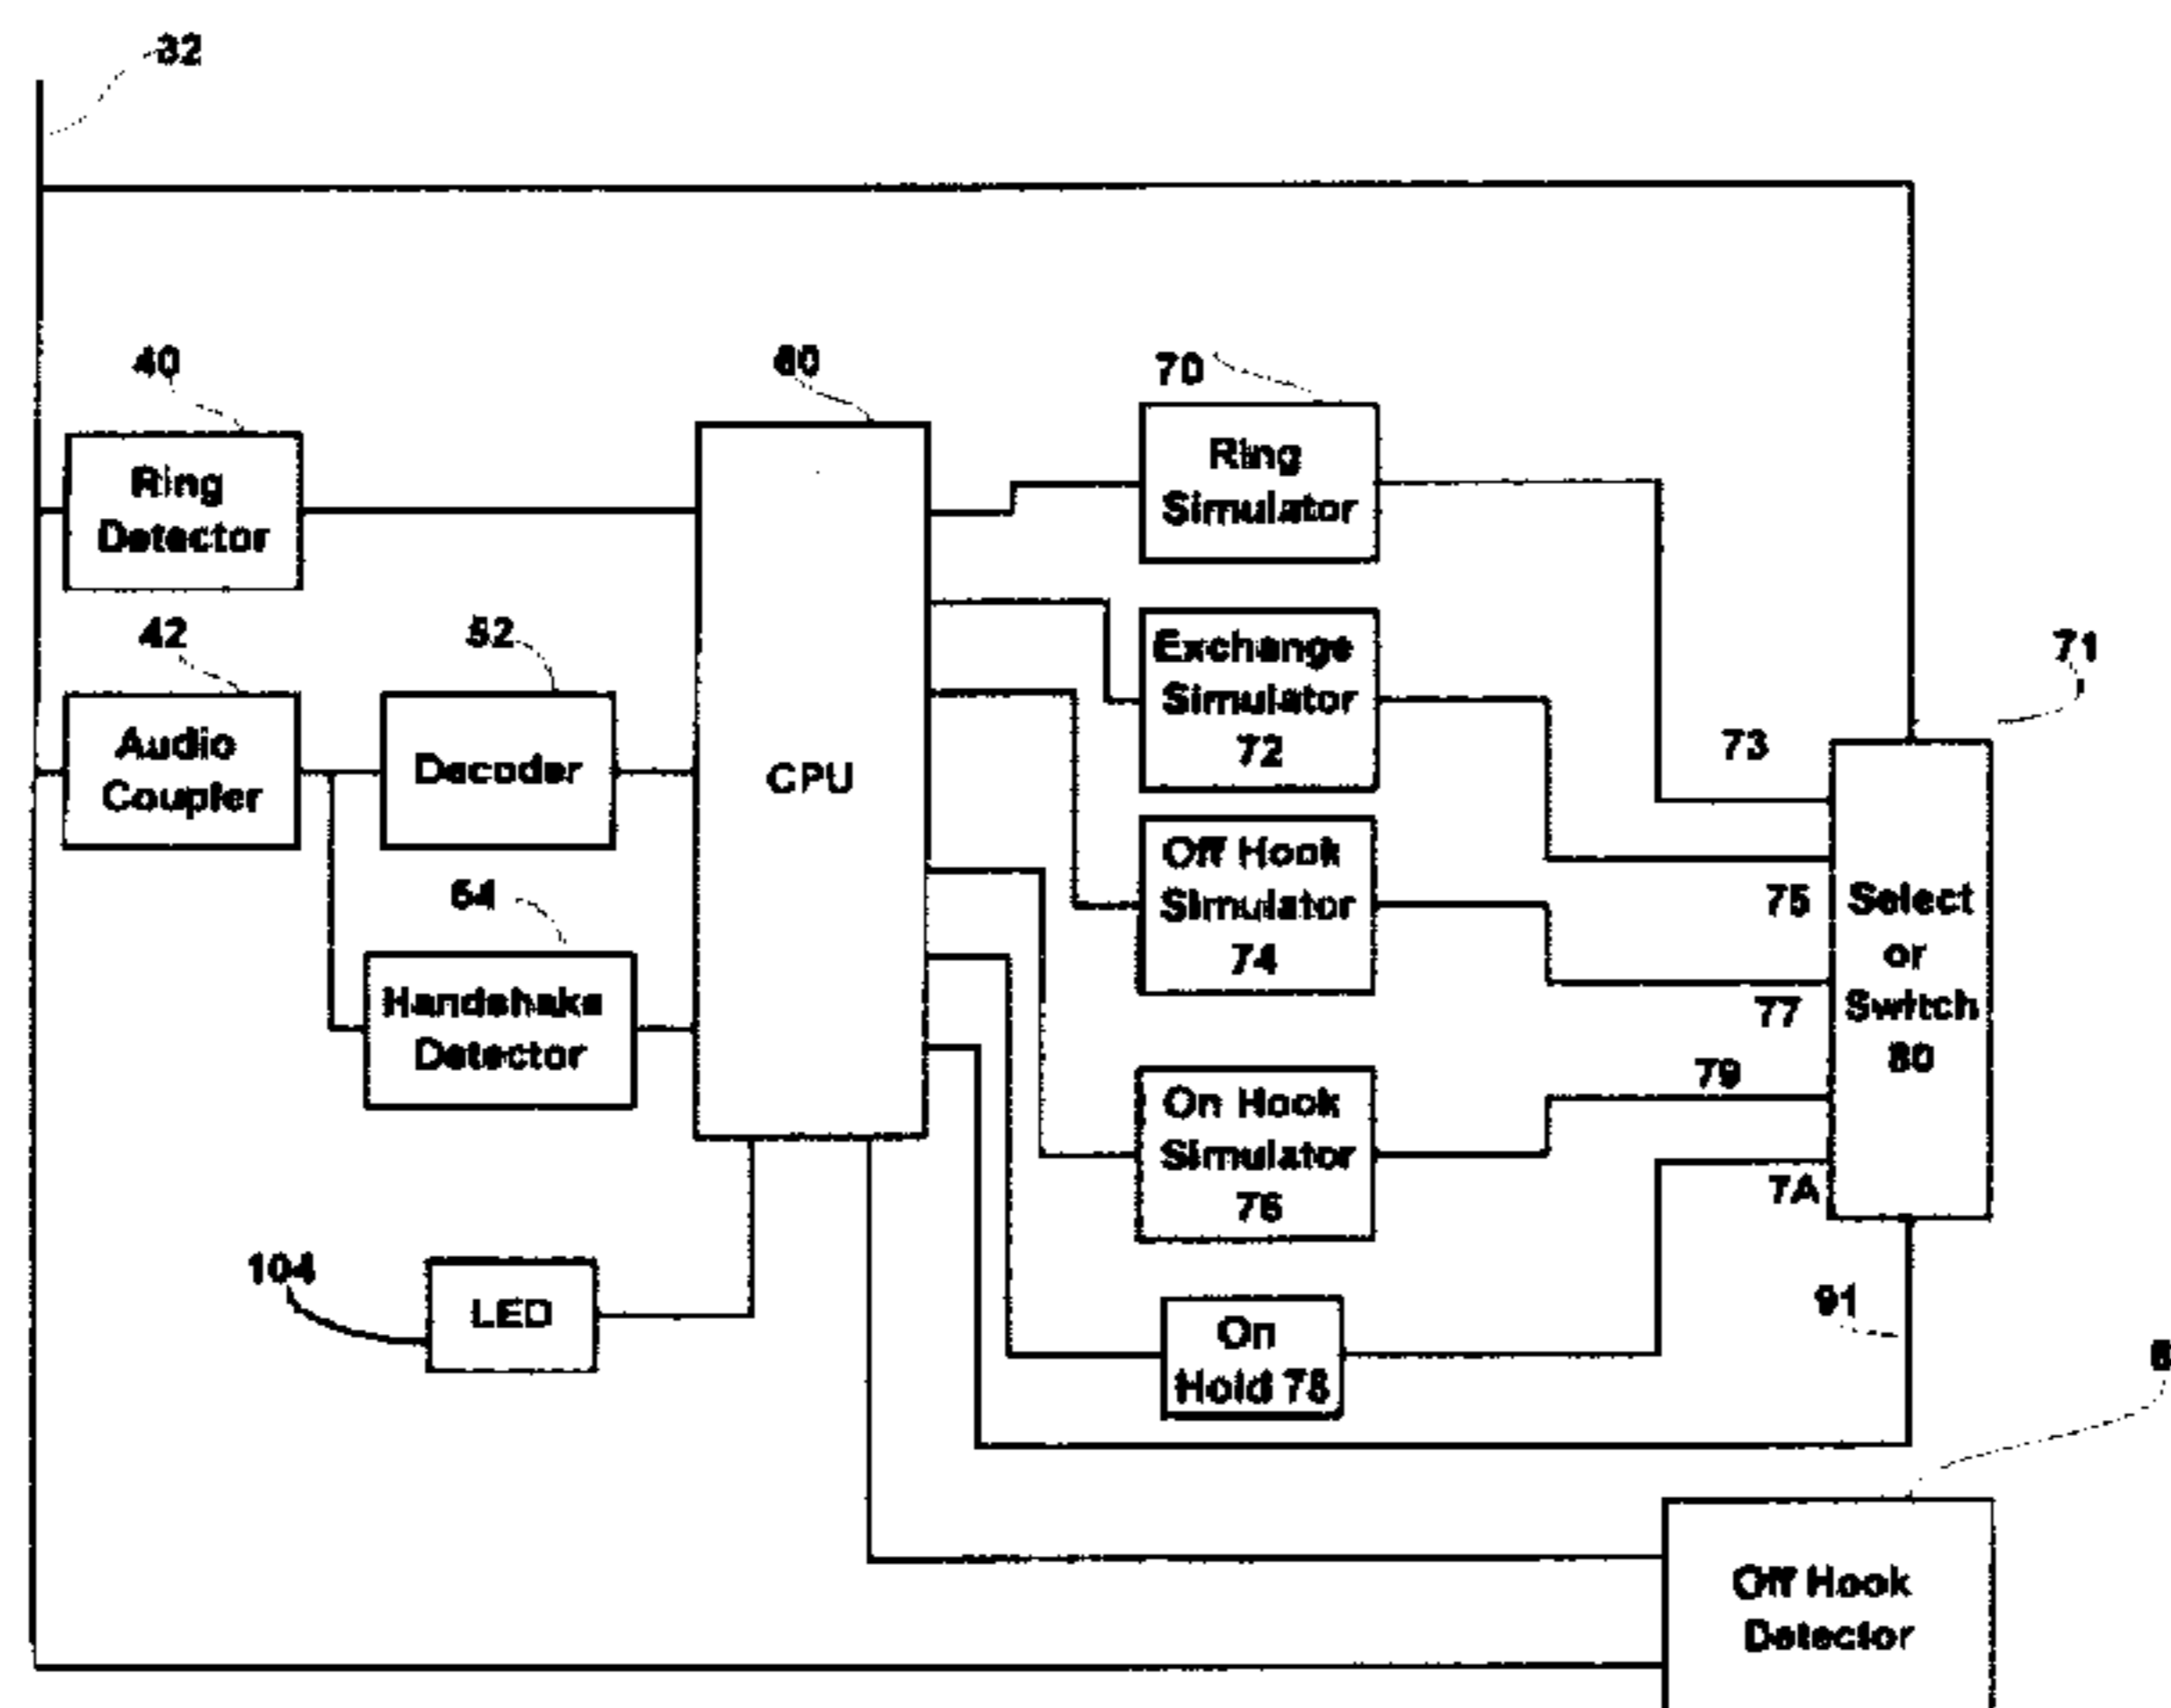 32
40
Ring
Detector
42
Audio
Coupler
52
Decoder
54
Handshake
Detector
104
LED
60
CPU
70
Ring
Simulator
Exchange
Simulator
72
Off Hook
Simulator
74
On Hook
Simulator
76
On
Hold 78
73
75
77
79
7A
71
Select
or
Switch
80
91
Off Hook
Detector